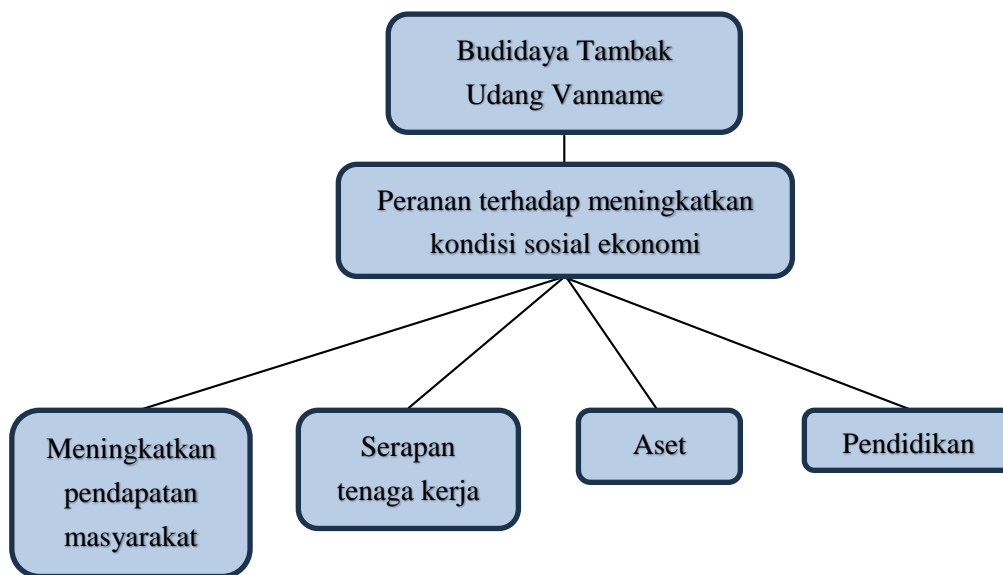 Budidaya Tambak
Udang Vanname
Peranan terhadap meningkatkan
kondisi sosial ekonomi
Meningkatkan
pendapatan
masyarakat
Serapan
tenaga kerja
Aset
Pendidikan